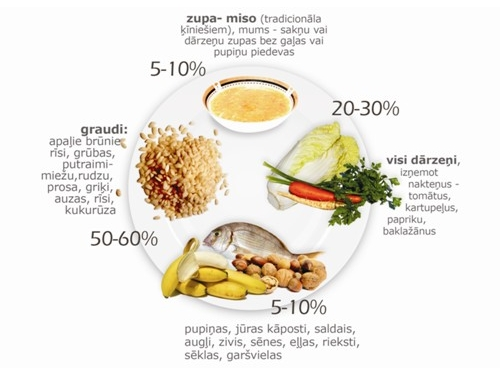 zupa- miso (tradicionāla
ķīniešiem), mums - sakņu vai
dārzeņu zupas bez gaļas vai
pupiņu piedevas
5-10%
20-30%
graudi:
apaļie brūnie
rīsi, grūbas,
putraimi-
miežu,rudzu,
prosa, griķi,
auzas, rīsi,
kukurūza
visi dārzeņi,
izņemot
nakteņus -
tomātus,
kartupeļus,
papriku,
baklažānus
50-60%
5-10%
pupiņas, jūras kāposti, saldais,
augļi, zivis, sēnes, eļļas, rieksti,
sēklas, garšvielas